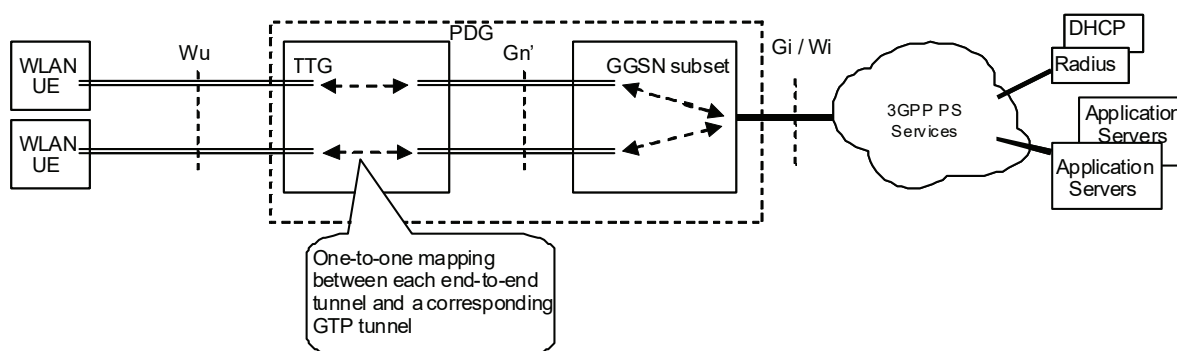 PDG
DHCP
Wu
Gn’
Gi / Wi
WLAN
UE
TTG
GGSN subset
Radius
3GPP PS
Services
Application
Servers
WLAN
UE
Application
Servers
One-to-one mapping
between each end-to-end
tunnel and a corresponding
GTP tunnel